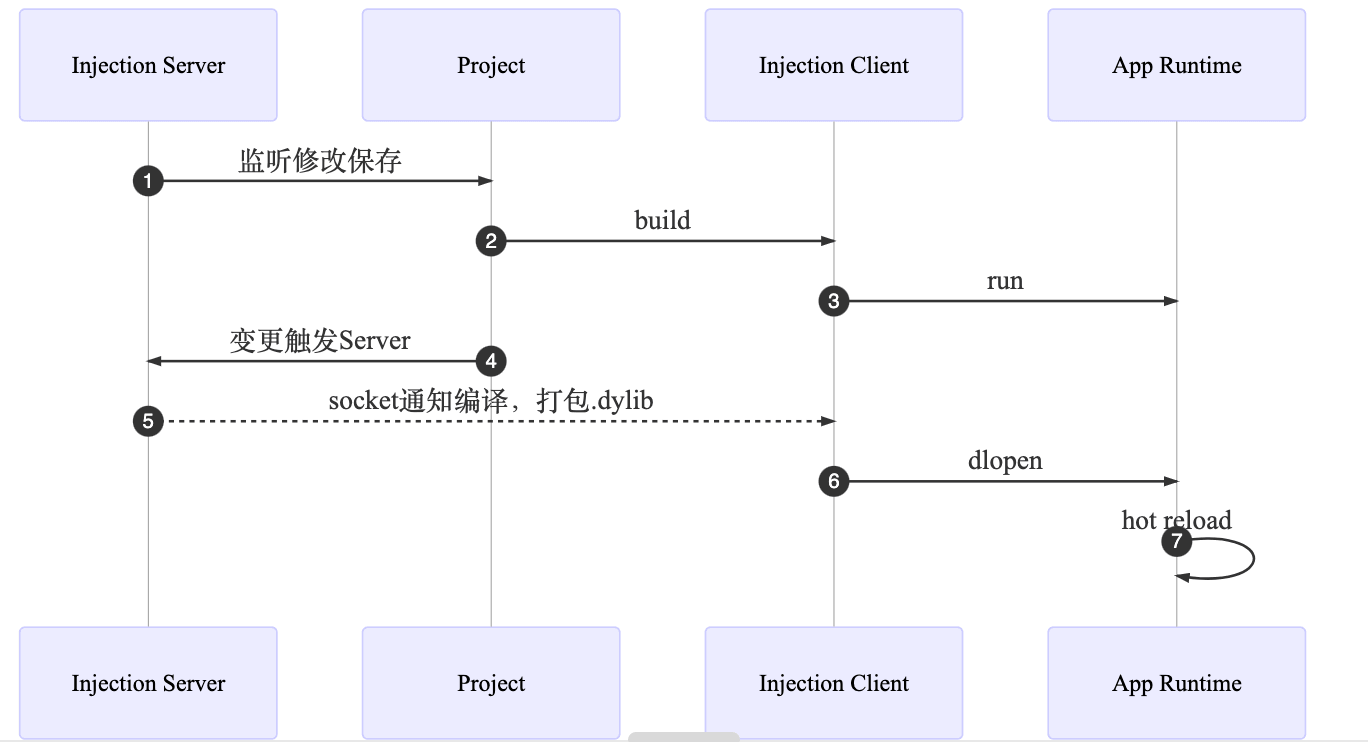 Injection Server
Project
Injection Client
App Runtime
监听修改保存
1
build
2
run
3
变更触发Server
4
socket通知编译，打包.dylib
5
dlopen
6
hot reload
7
Injection Server
Project
Injection Client
App Runtime